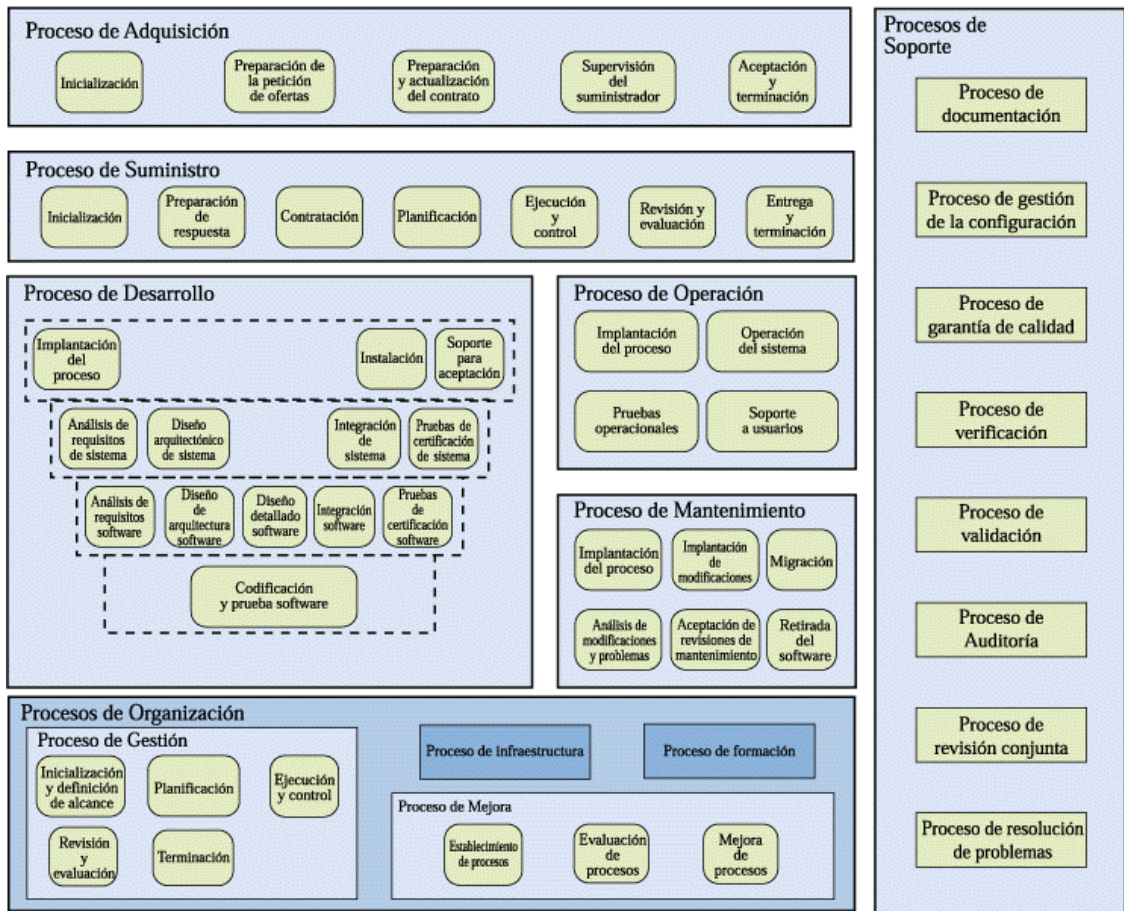 Proceso de Adquisición
Inicialización
Preparación de
la petición
de ofertas
Preparación
y actualización
del contrato
Supervisión
del
suministrador
Aceptación
y
terminación
Proceso de Suministro
Inicialización
Preparación
de
respuesta
Contratación
Planificación
Ejecución
y
control
Revisión y
evaluación
Entrega
y
terminación
Proceso de Desarrollo
Implantación
del
proceso
Instalación
Soporte
para
aceptación
Análisis de
requisitos
de sistema
Diseño
arquitectónico
de sistema
Integración
de
sistema
Pruebas de
certificación
de sistema
Análisis de
requisitos
software
Diseño
de
arquitectura
software
Diseño
detallado
software
Integración
software
Pruebas
de
certificación
software
Codificación
y prueba software
Proceso de Operación
Implantación
del proceso
Operación
del sistema
Pruebas
operacionales
Soporte
a usuarios
Proceso de Mantenimiento
Implantación
del proceso
Implantación
de
modificaciones
Migración
Análisis de
modificaciones
y problemas
Aceptación de
revisiones de
mantenimiento
Retirada
del
software
Procesos de Organización
Proceso de Gestión
Inicialización
y definición
de alcance
Planificación
Ejecución
y control
Revisión
y
evaluación
Terminación
Proceso de infraestructura
Proceso de formación
Proceso de Mejora
Establecimiento
de procesos
Evaluación
de
procesos
Mejora
de
procesos
Procesos de
Soporte
Proceso de
documentación
Proceso de gestión
de la configuración
Proceso de
garantía de calidad
Proceso de
verificación
Proceso de
validación
Proceso de
Auditoría
Proceso de
revisión conjunta
Proceso de resolución
de problemas